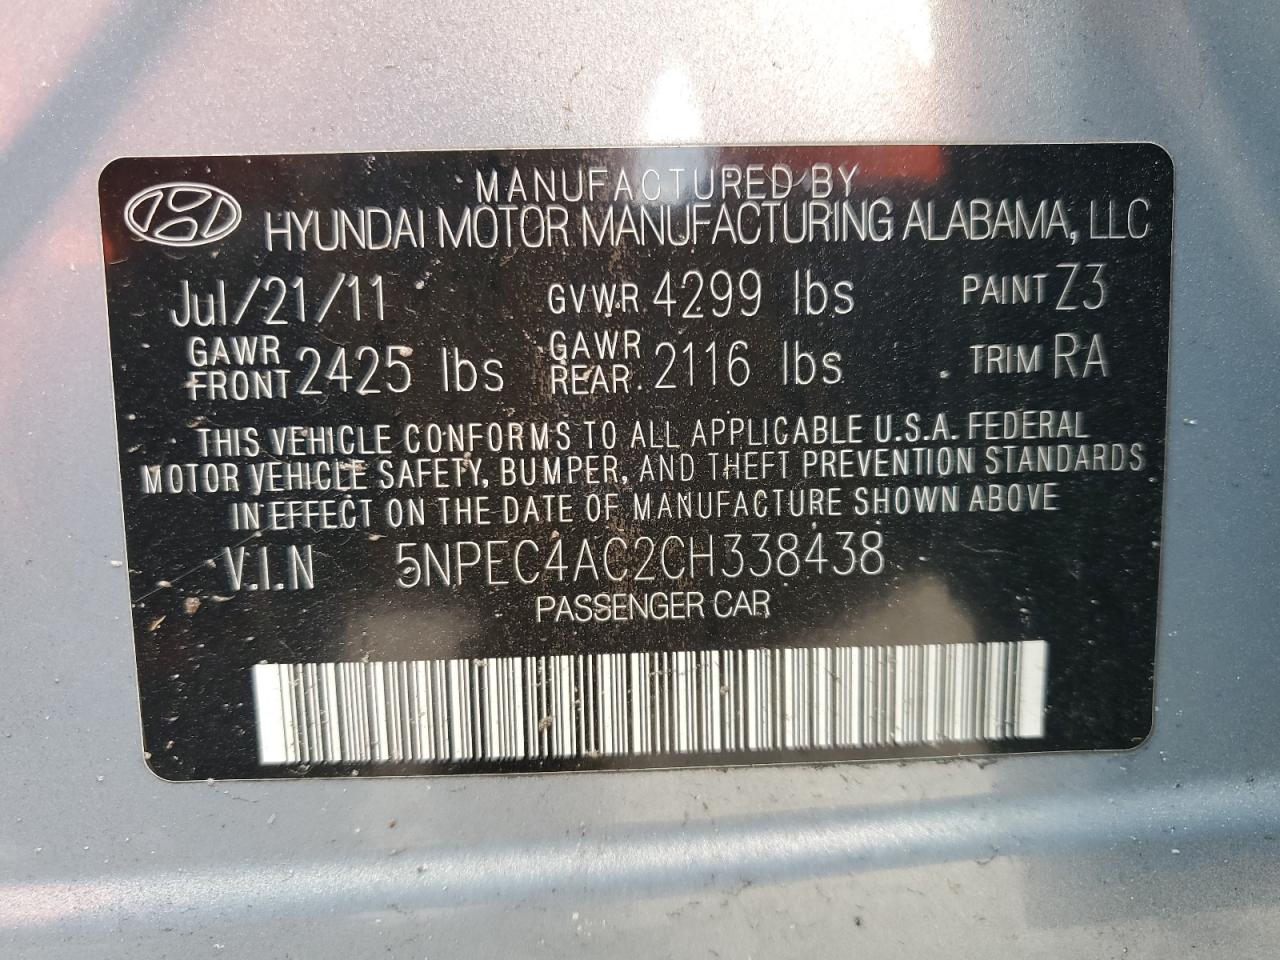 MANUFACTURED BY
HYUNDAI MOTOR MANUFACTURING ALABAMA, LLC
Jul/21/11 GVWR 4299 lbs PAINT Z3
GAWR FRONT 2425 lbs GAWR REAR 2116 lbs TRIM RA
THIS VEHICLE CONFORMS TO ALL APPLICABLE U.S.A. FEDERAL
MOTOR VEHICLE SAFETY, BUMPER, AND THEFT PREVENTION STANDARDS
IN EFFECT ON THE DATE OF MANUFACTURE SHOWN ABOVE
V.I.N 5NPEC4AC2CH338438
PASSENGER CAR